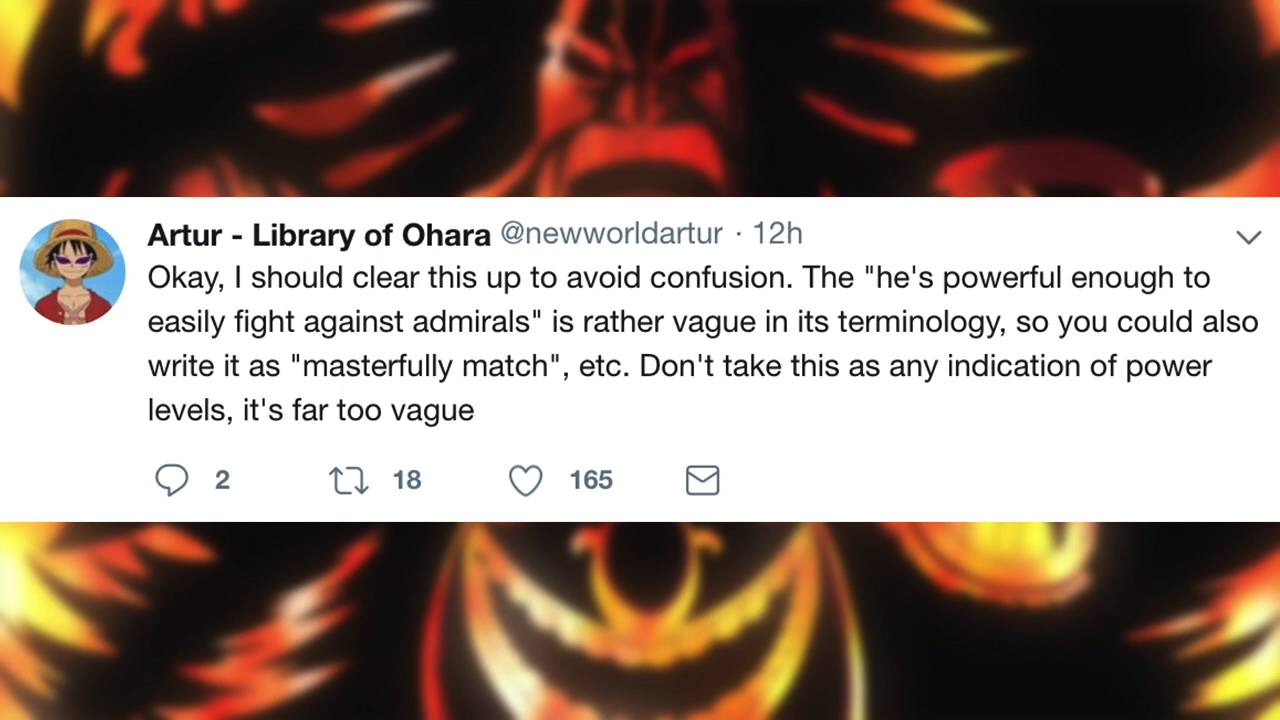 Artur - Library of Ohara @newworldartur · 12h
Okay, I should clear this up to avoid confusion. The "he's powerful enough to
easily fight against admirals" is rather vague in its terminology, so you could also
write it as "masterfully match", etc. Don't take this as any indication of power
levels, it's far too vague
2 18 165